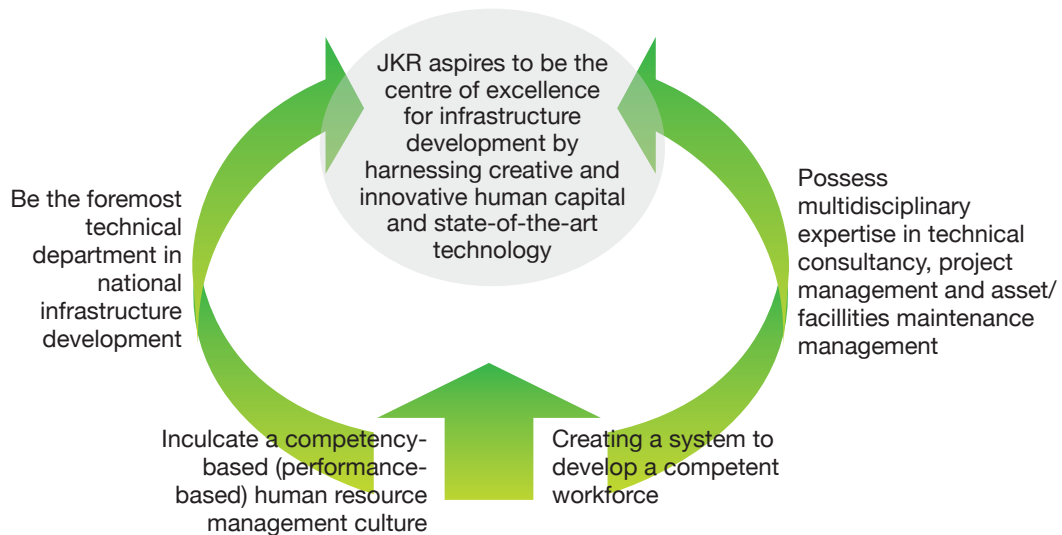 JKR aspires to be the
centre of excellence
for infrastructure
development by
harnessing creative and
innovative human capital
and state-of-the-art
technology
Be the foremost
technical
department in
national
infrastructure
development
Possess
multidisciplinary
expertise in technical
consultancy, project
management and asset/
facillities maintenance
management
Inculcate a competency-
based (performance-
based) human resource
management culture
Creating a system to
develop a competent
workforce